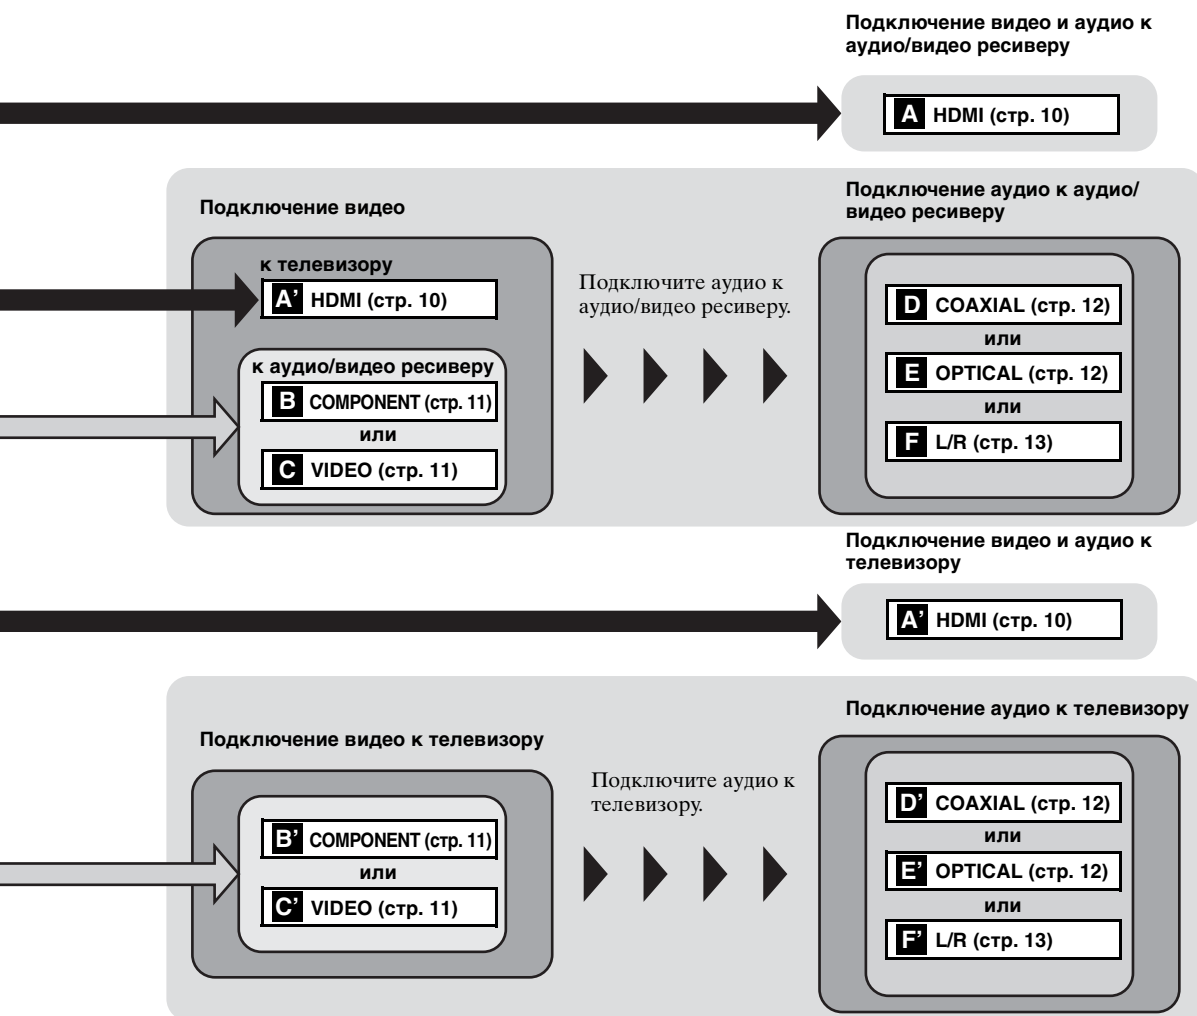 Подключение видео и аудио к
аудио/видео ресиверу
A HDMI (стр. 10)
Подключение видео
к телевизору
A’ HDMI (стр. 10)
к аудио/видео ресиверу
B COMPONENT (стр. 11)
или
C VIDEO (стр. 11)
Подключите аудио к
аудио/видео ресиверу.
Подключение аудио к аудио/
видео ресиверу
D COAXIAL (стр. 12)
или
E OPTICAL (стр. 12)
или
F L/R (стр. 13)
Подключение видео и аудио к
телевизору
A’ HDMI (стр. 10)
Подключение видео к телевизору
B’ COMPONENT (стр. 11)
или
C’ VIDEO (стр. 11)
Подключите аудио к
телевизору.
Подключение аудио к телевизору
D’ COAXIAL (стр. 12)
или
E’ OPTICAL (стр. 12)
или
F’ L/R (стр. 13)